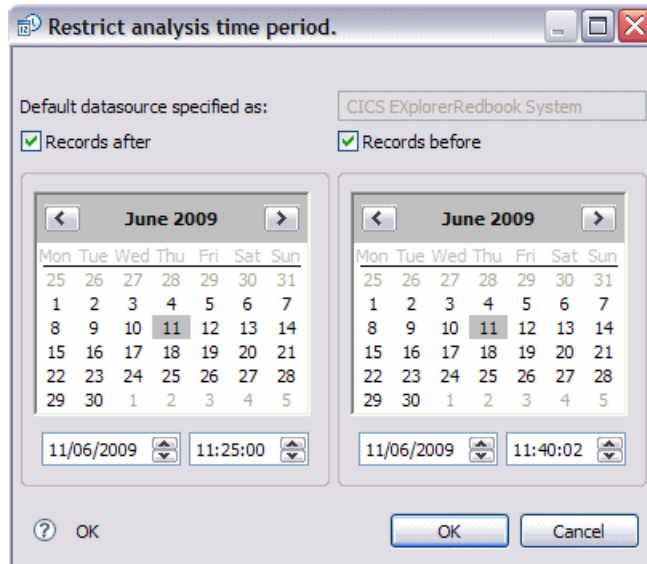 Restrict analysis time period.
Default datasource specified as: CICS EXplorerRedbook System
Records after Records before
< June 2009 > < June 2009 >
Mon Tue Wed Thu Fri Sat Sun Mon Tue Wed Thu Fri Sat Sun
25 26 27 28 29 30 31 25 26 27 28 29 30 31
1 2 3 4 5 6 7 1 2 3 4 5 6 7
8 9 10 11 12 13 14 8 9 10 11 12 13 14
15 16 17 18 19 20 21 15 16 17 18 19 20 21
22 23 24 25 26 27 28 22 23 24 25 26 27 28
29 30 1 2 3 4 5 29 30 1 2 3 4 5
11/06/2009 11:25:00 11/06/2009 11:40:02
? OK OK Cancel